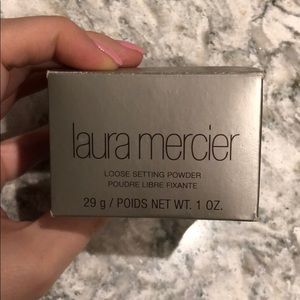 laura mercier
LOOSE SETTING POWDER
POUDRE LIBRE FIXANTE
29 g / POIDS NET WT. 1 OZ.